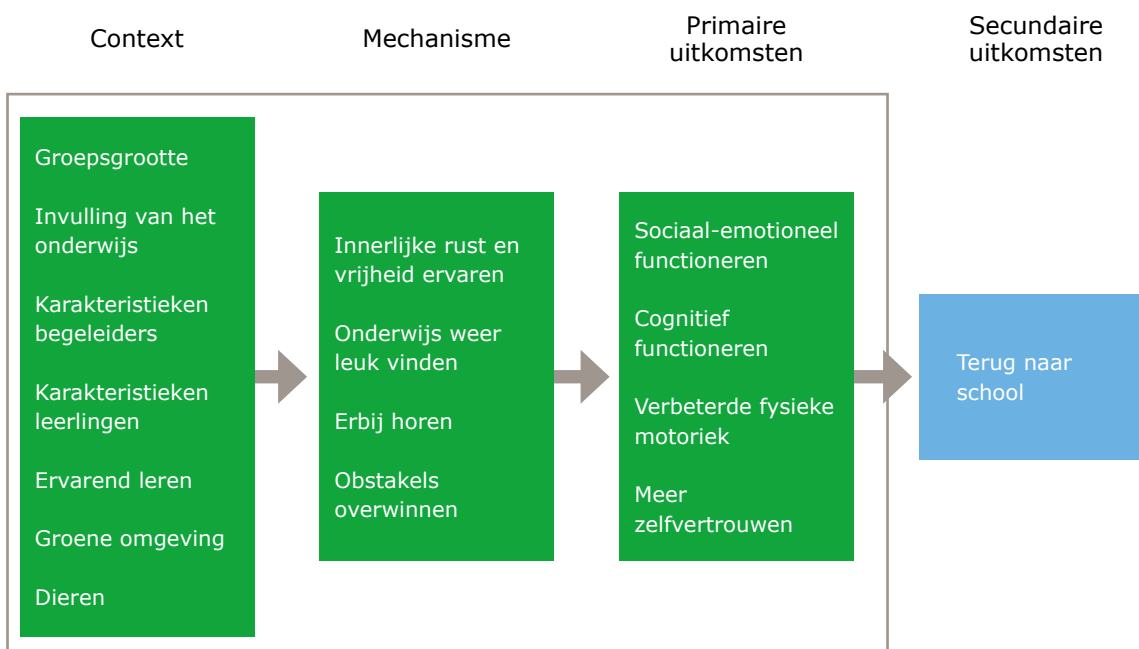 Context
Mechanisme
Primaire
uitkomsten
Secundaire
uitkomsten
Groepsgrootte
Invulling van het
onderwijs
Karakteristieken
begeleiders
Karakteristieken
leerlingen
Ervarend leren
Groene omgeving
Dieren
Innerlijke rust en
vrijheid ervaren
Onderwijs weer
leuk vinden
Erbij horen
Obstakels
overwinnen
Sociaal-emotioneel
functioneren
Cognitief
functioneren
Verbeterde fysieke
motoriek
Meer
zelfvertrouwen
Terug naar
school